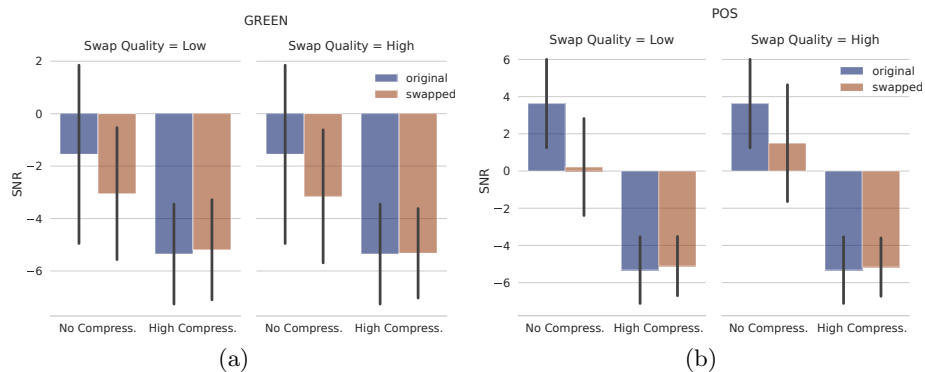 GREEN
Swap Quality = Low
Swap Quality = High
original
swapped
SNR
2
0
−2
−4
−6
No Compress.
High Compress.
No Compress.
High Compress.
(a)
POS
Swap Quality = Low
Swap Quality = High
original
swapped
SNR
6
4
2
0
−2
−4
−6
No Compress.
High Compress.
No Compress.
High Compress.
(b)